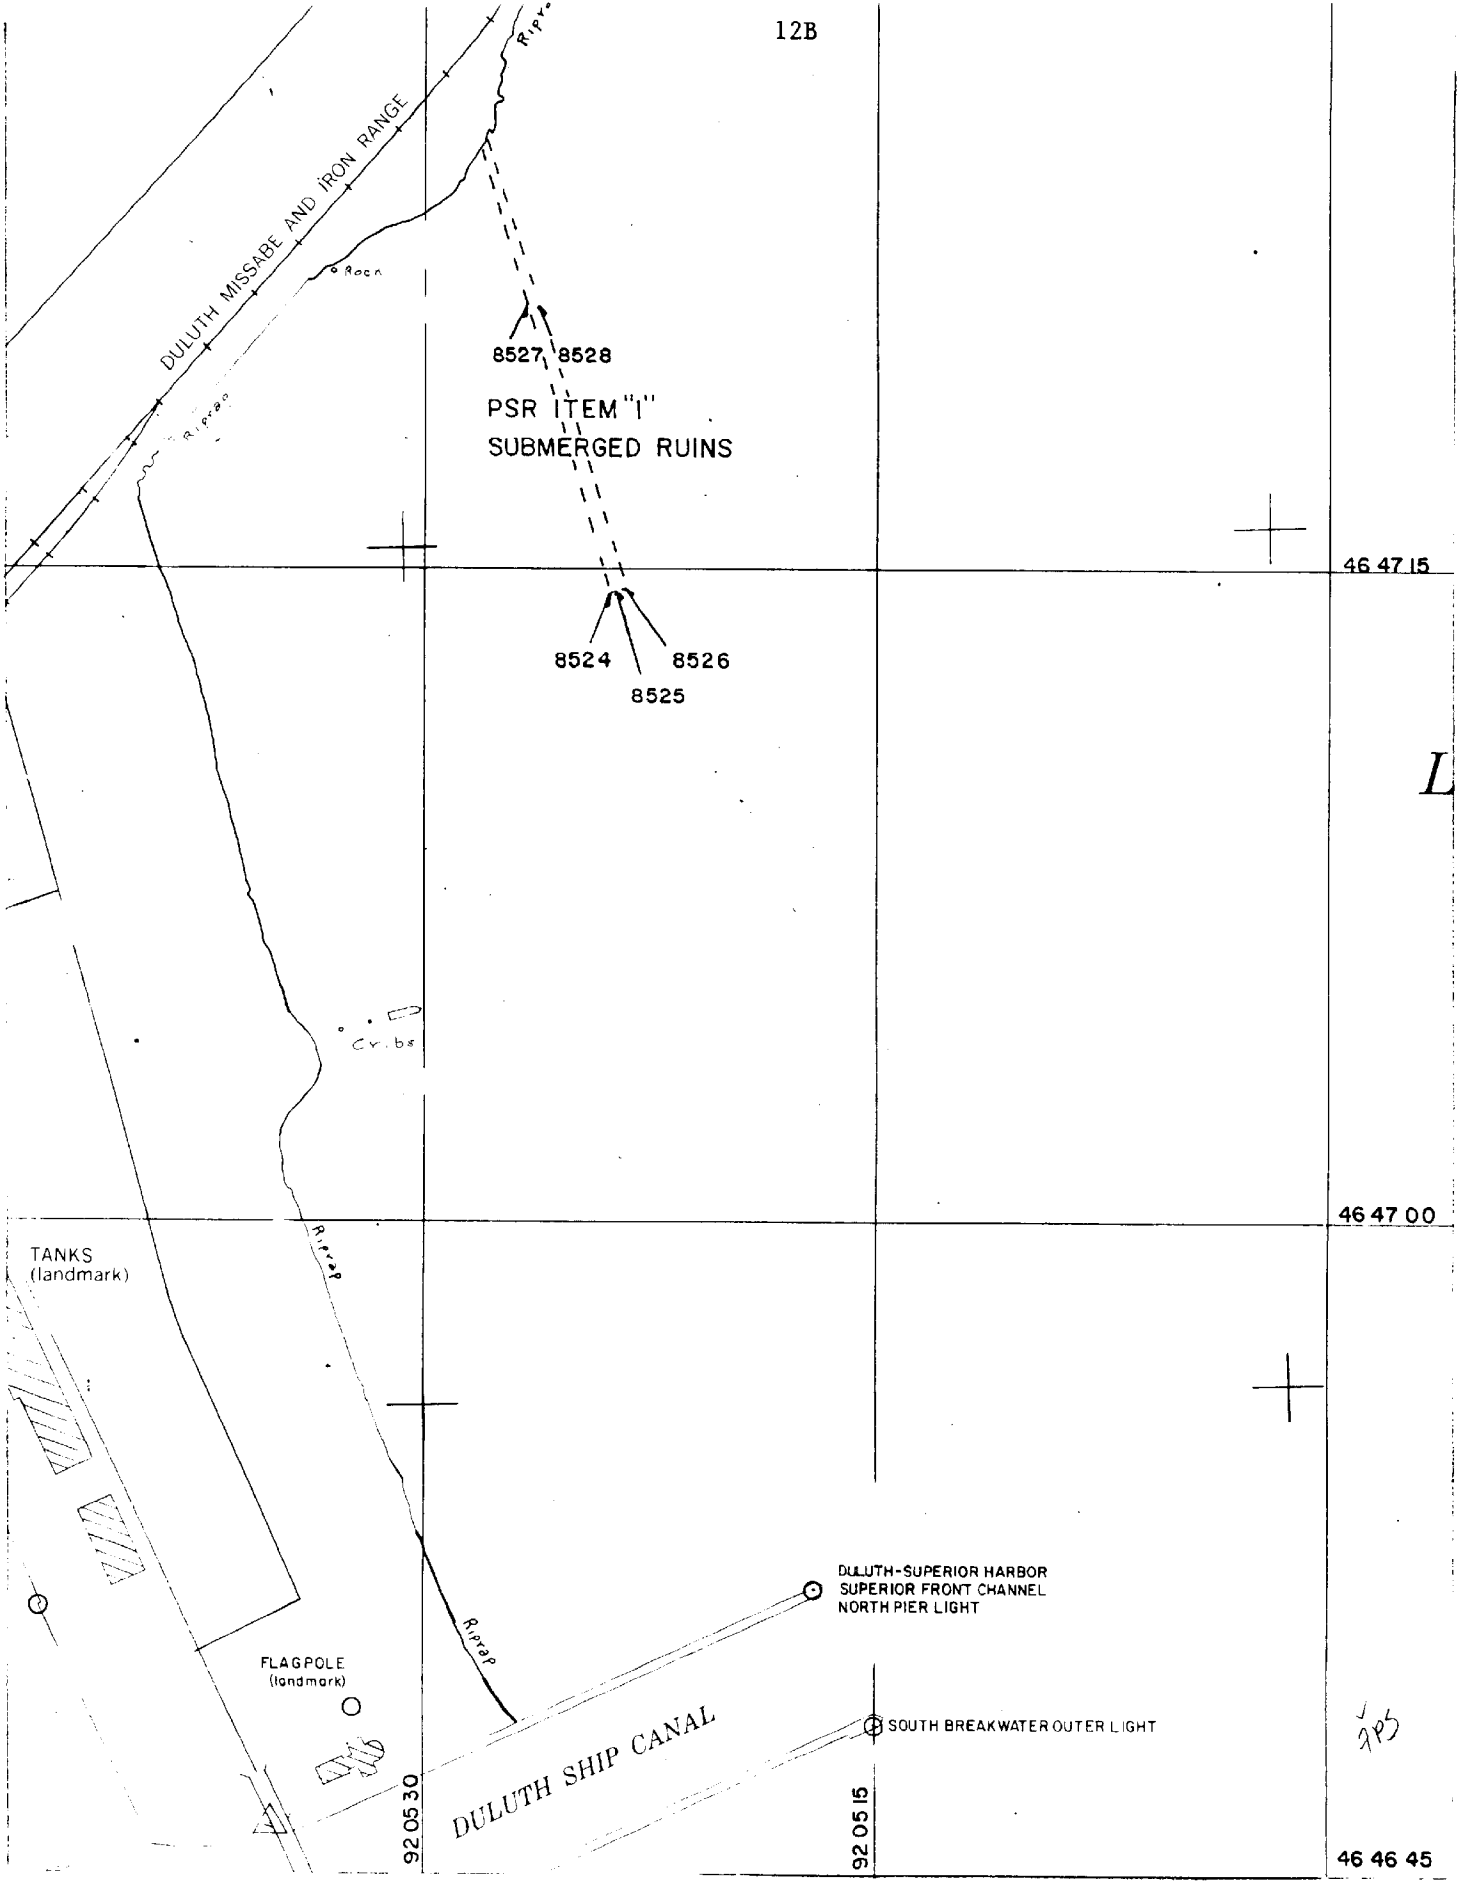 12B
DULUTH MISSABE AND IRON RANGE
Riprap
8527 8528
PSR ITEM "1"
SUBMERGED RUINS
46 47 15
8524 8526
8525
L
Cribs
46 47 00
Riprap
TANKS
(landmark)
DULUTH-SUPERIOR HARBOR
SUPERIOR FRONT CHANNEL
NORTH PIER LIGHT
Riprap
FLAGPOLE
(landmark)
SOUTH BREAKWATER OUTER LIGHT
DULUTH SHIP CANAL
92 05 30
92 05 15
46 46 45